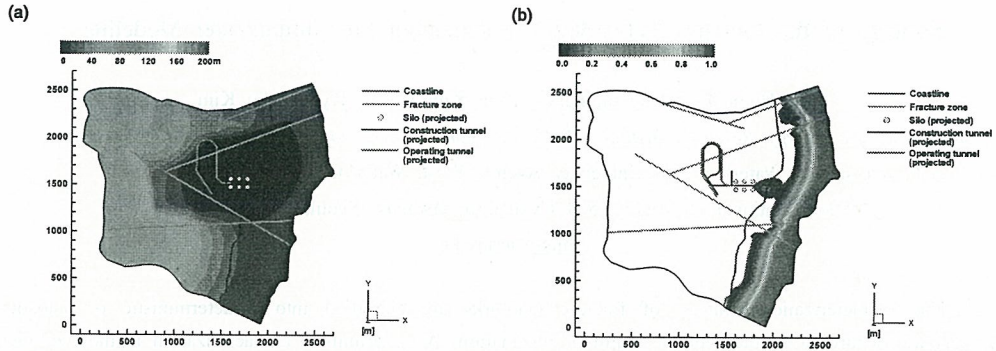 (a)
0 40 80 120 160 200m
2500
2000
1500
1000
500
0
0 500 1000 1500 2000 2500
Coastline
Fracture zone
Silo (projected)
Construction tunnel
(projected)
Operating tunnel
(projected)
Y
X
[m]
(b)
0.0 0.2 0.4 0.6 0.8 1.0
2500
2000
1500
1000
500
0
0 500 1000 1500 2000 2500
Coastline
Fracture zone
Silo (projected)
Construction tunnel
(projected)
Operating tunnel
(projected)
Y
X
[m]